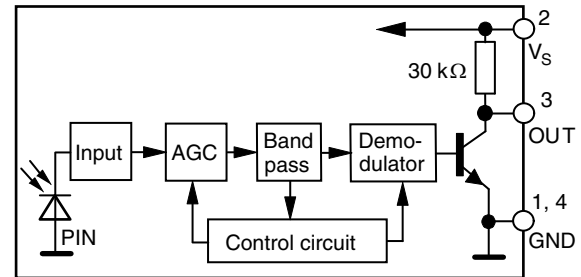 2
V_S
30 kΩ
3
OUT
Input
AGC
Band
pass
Demo-
dulator
1, 4
GND
PIN
Control circuit